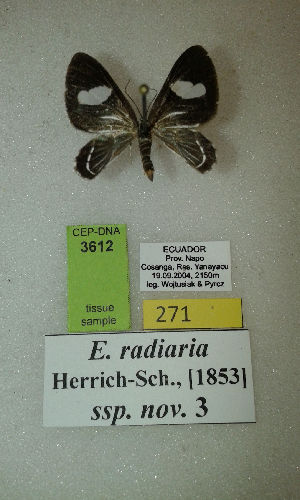 CEP-DNA
3612
tissue
sample
ECUADOR
Prov. Napo
Cosanga, Res. Yanayacu
19.09.2004, 2150m
leg. Wojtusiak & Pyrcz
271
E. radiaria
Herrich-Sch., [1853]
ssp. nov. 3